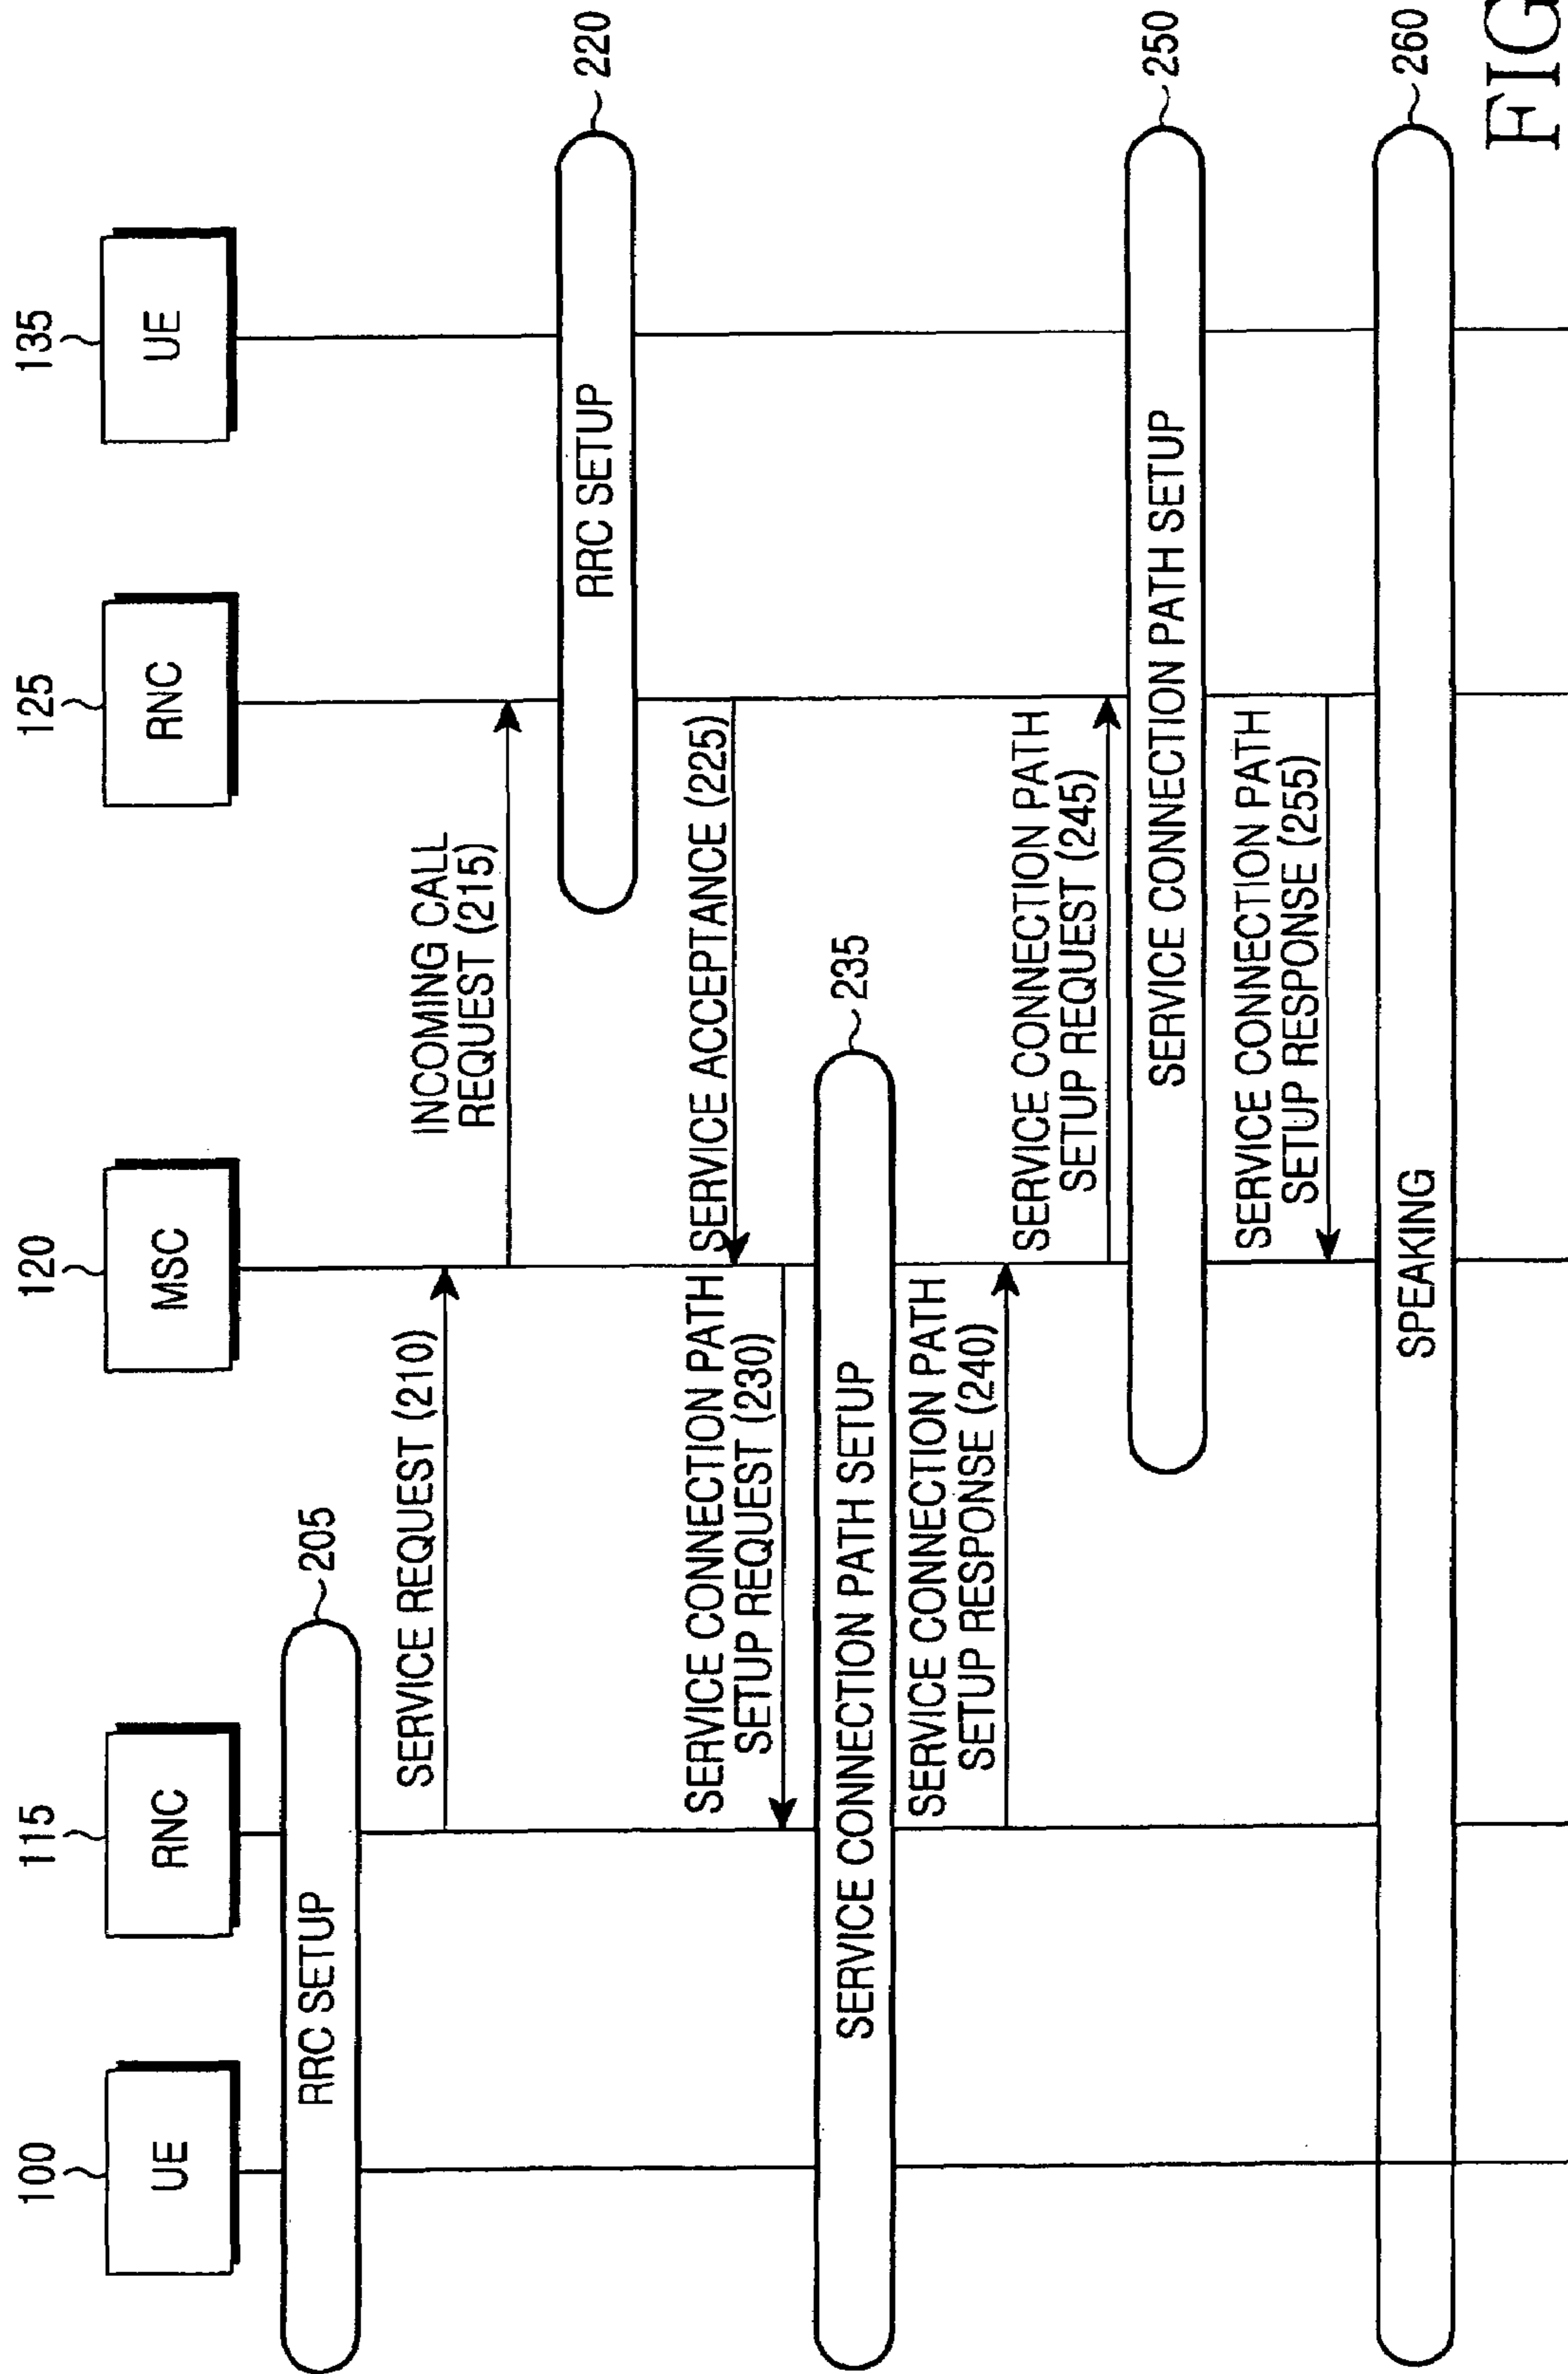 100
115
120
125
135
UE
RNC
MSC
RNC
UE
RRC SETUP
205
SERVICE REQUEST (210)
INCOMING CALL
REQUEST (215)
RRC SETUP
220
SERVICE ACCEPTANCE (225)
SERVICE CONNECTION PATH
SETUP REQUEST (230)
SERVICE CONNECTION PATH SETUP
235
SERVICE CONNECTION PATH
SETUP RESPONSE (240)
SERVICE CONNECTION PATH
SETUP REQUEST (245)
SERVICE CONNECTION PATH SETUP
250
SERVICE CONNECTION PATH
SETUP RESPONSE (255)
SPEAKING
260
FIG